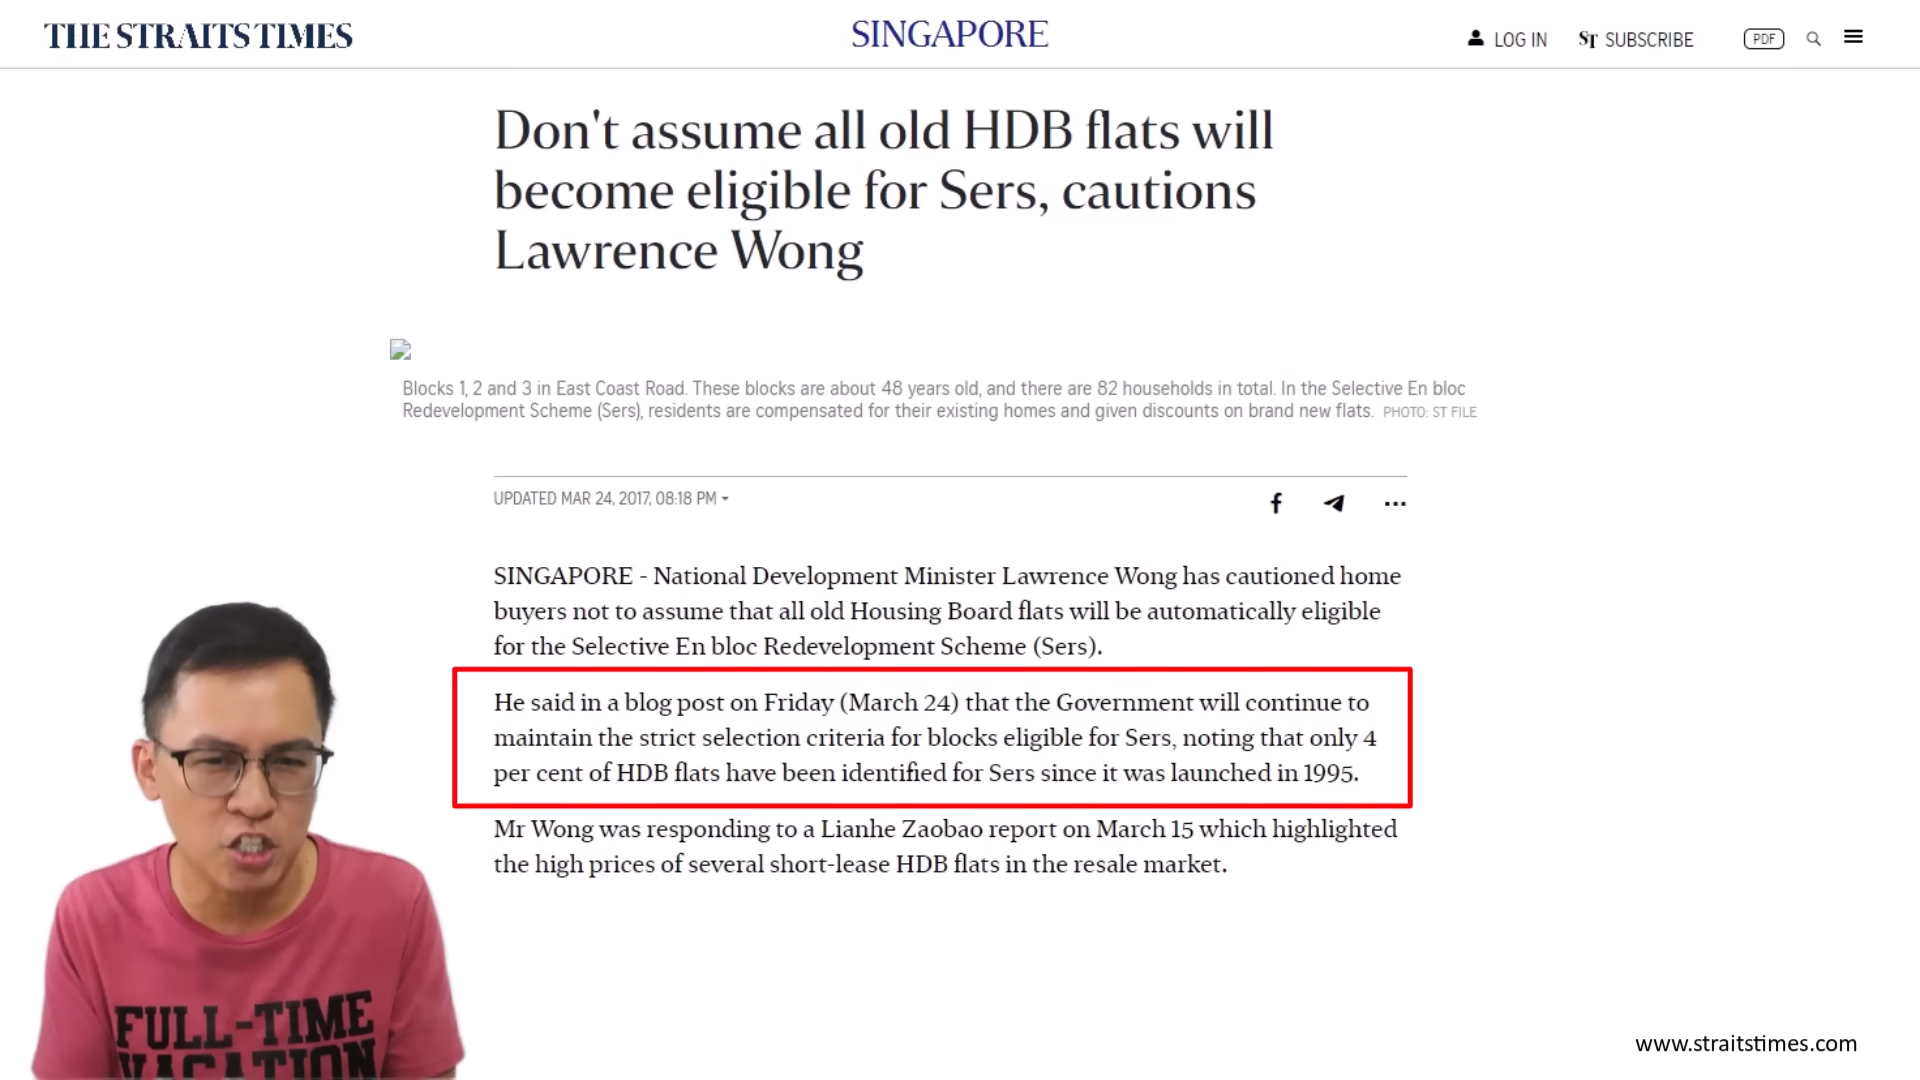 THE STRAITS TIMES
SINGAPORE
LOG IN
ST SUBSCRIBE
PDF
Don't assume all old HDB flats will
become eligible for Sers, cautions
Lawrence Wong
Blocks 1, 2 and 3 in East Coast Road. These blocks are about 48 years old, and there are 82 households in total. In the Selective En bloc
Redevelopment Scheme (Sers), residents are compensated for their existing homes and given discounts on brand new flats. PHOTO: ST FILE
UPDATED MAR 24, 2017, 08:18 PM
SINGAPORE - National Development Minister Lawrence Wong has cautioned home
buyers not to assume that all old Housing Board flats will be automatically eligible
for the Selective En bloc Redevelopment Scheme (Sers).
He said in a blog post on Friday (March 24) that the Government will continue to
maintain the strict selection criteria for blocks eligible for Sers, noting that only 4
per cent of HDB flats have been identified for Sers since it was launched in 1995.
Mr Wong was responding to a Lianhe Zaobao report on March 15 which highlighted
the high prices of several short-lease HDB flats in the resale market.
FULL-TIME
VACATION
www.straitstimes.com